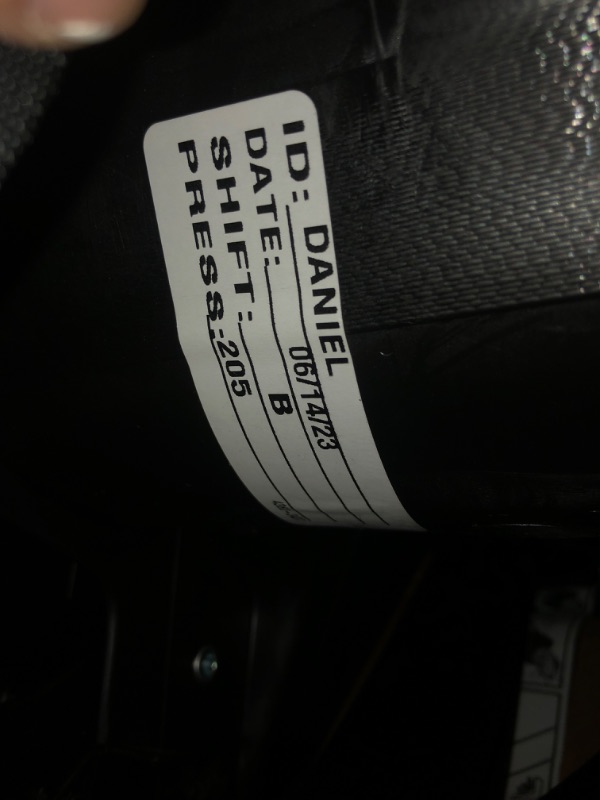 ID: DANIEL
DATE: 06/14/23
SHIFT: B
PRESS: 205